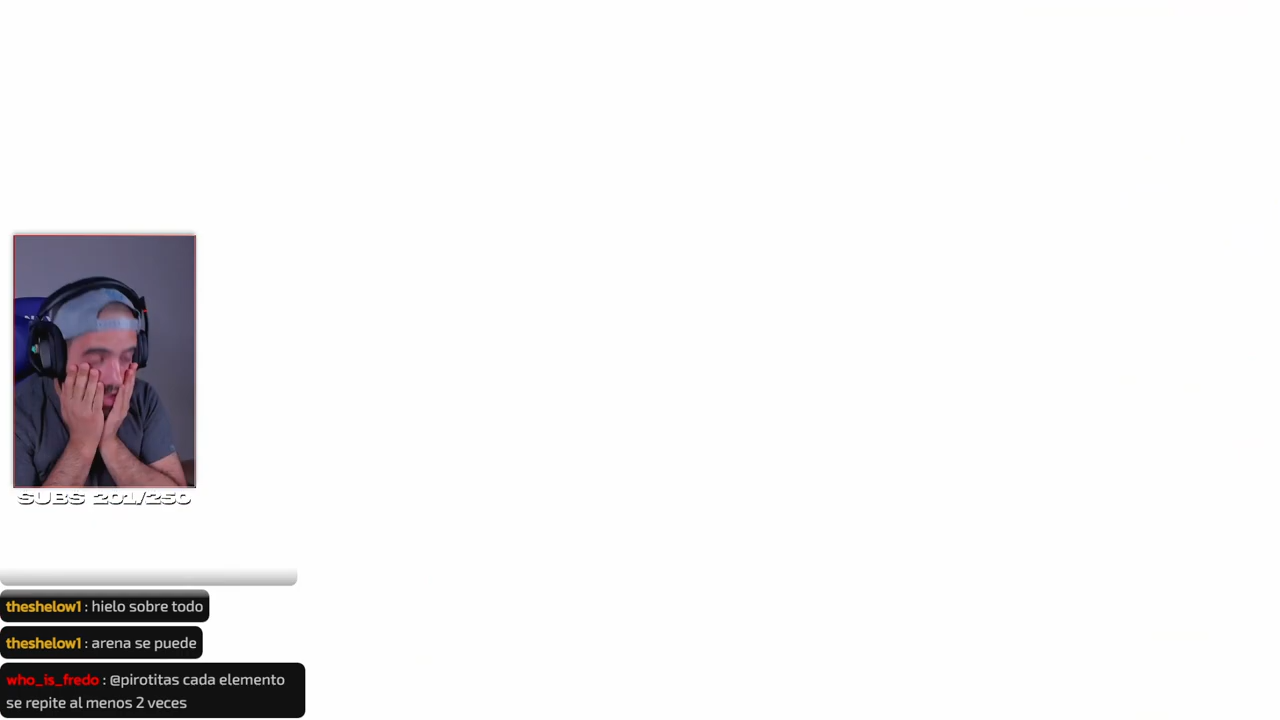 SUBS 201/250
theshelow1 : hielo sobre todo
theshelow1 : arena se puede
who_is_fredo : @pirotitas cada elemento
se repite al menos 2 veces